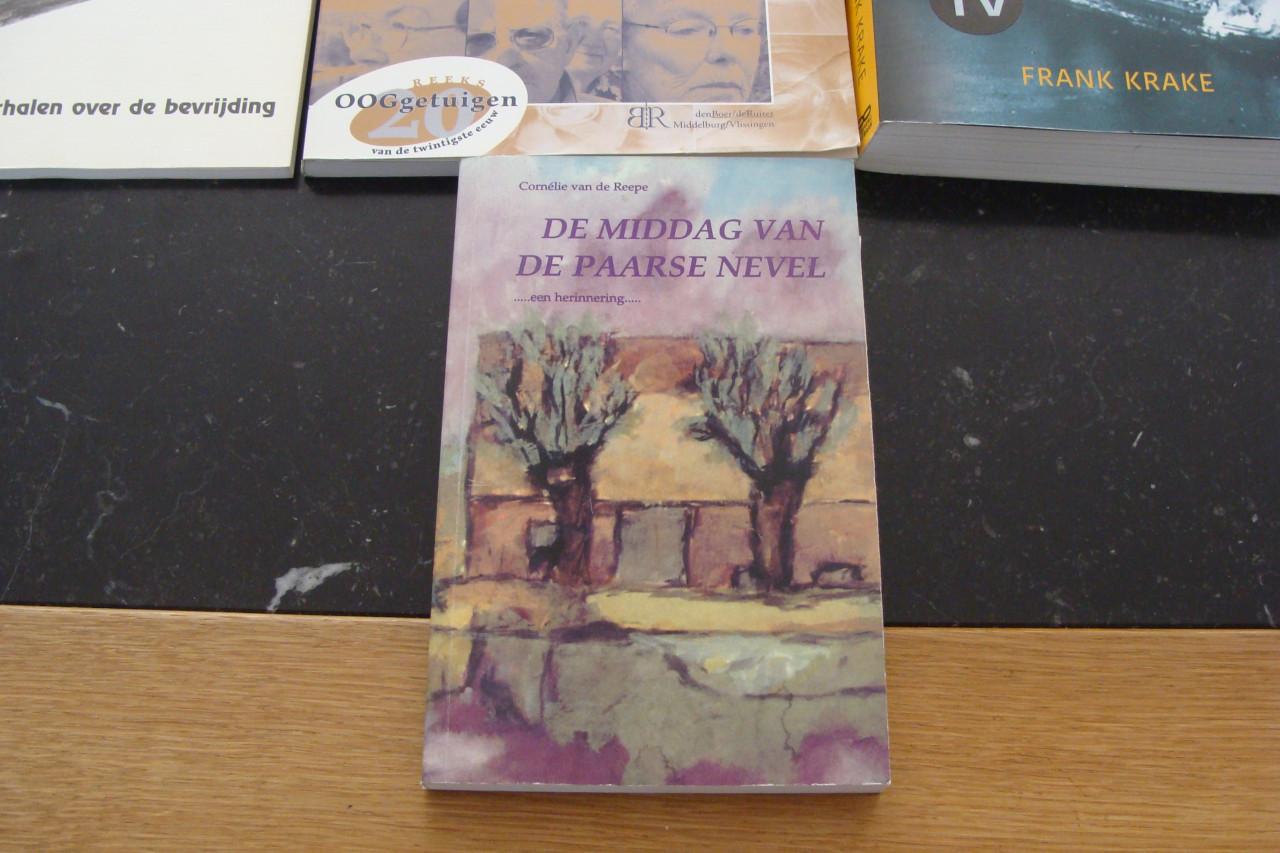 rhalen over de bevrijding
REEKS
OOGgetuigen
20
van de twintigste eeuw
B R
denBoer/deRuiter
Middelburg/Vlissingen
IV
FRANK KRAKE
KRAKE
Cornélie van de Reepe
DE MIDDAG VAN
DE PAARSE NEVEL
.....een herinnering.....